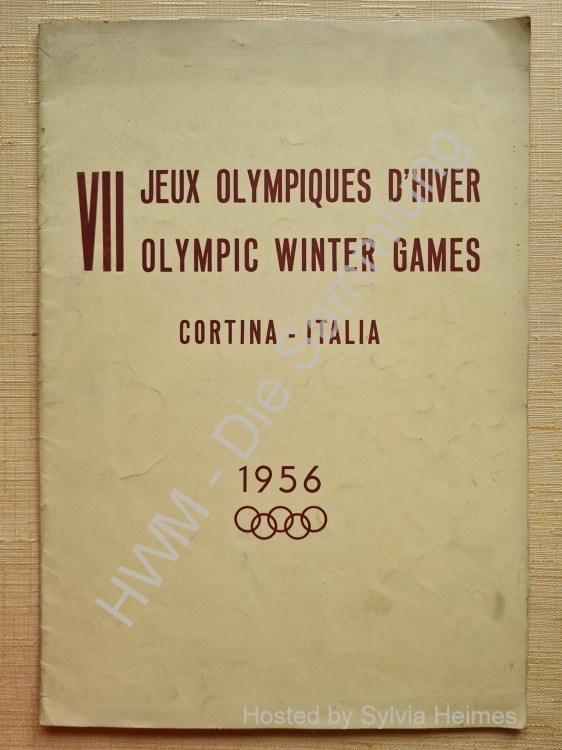 VII
JEUX OLYMPIQUES D'HIVER
OLYMPIC WINTER GAMES
CORTINA - ITALIA
1956
HWM - Die Sammlung
Hosted by Sylvia Heimes